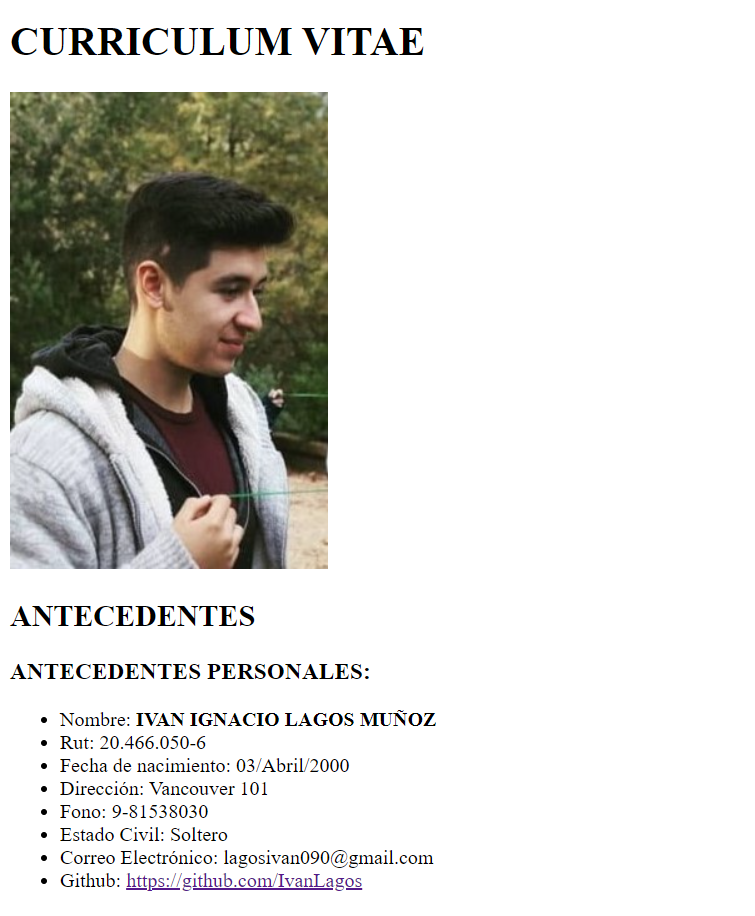 CURRICULUM VITAE
ANTECEDENTES
ANTECEDENTES PERSONALES:
Nombre: IVAN IGNACIO LAGOS MUÑOZ
Rut: 20.466.050-6
Fecha de nacimiento: 03/Abril/2000
Dirección: Vancouver 101
Fono: 9-81538030
Estado Civil: Soltero
Correo Electrónico: lagosivan090@gmail.com
Github: https://github.com/IvanLagos